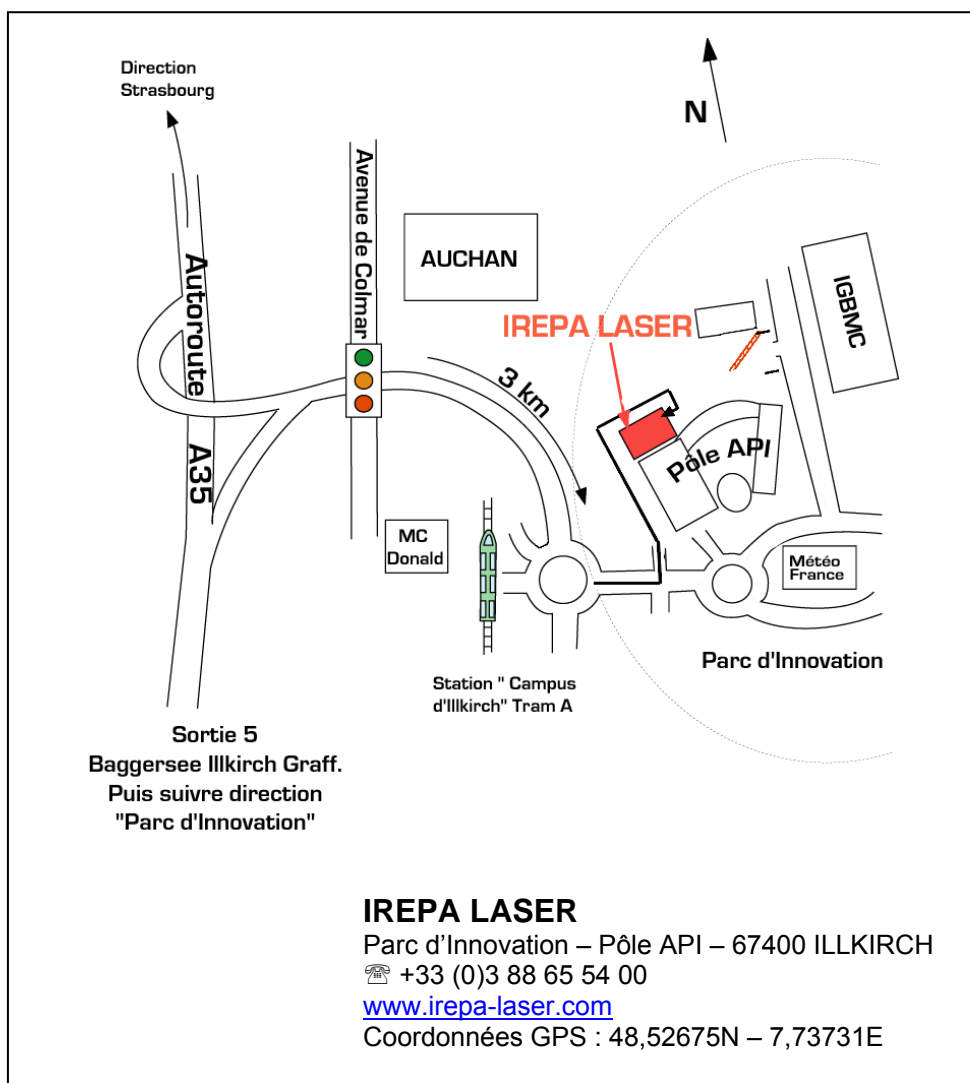 Direction
Strasbourg
N
Avenue de Colmar
AUCHAN
IGBMC
Autoroute A35
IREPA LASER
3 km
Pôle API
MC
Donald
Météo
France
Parc d'Innovation
Station " Campus
d'Illkirch" Tram A
Sortie 5
Baggersee Illkirch Graff.
Puis suivre direction
"Parc d'Innovation"
IREPA LASER
Parc d’Innovation – Pôle API – 67400 ILLKIRCH
☏ +33 (0)3 88 65 54 00
www.irepa-laser.com
Coordonnées GPS : 48,52675N – 7,73731E